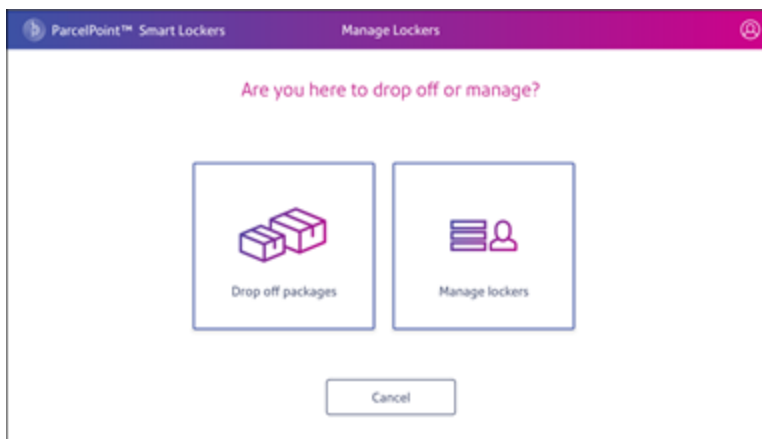 ParcelPoint™ Smart Lockers
Manage Lockers
Are you here to drop off or manage?
Drop off packages
Manage lockers
Cancel